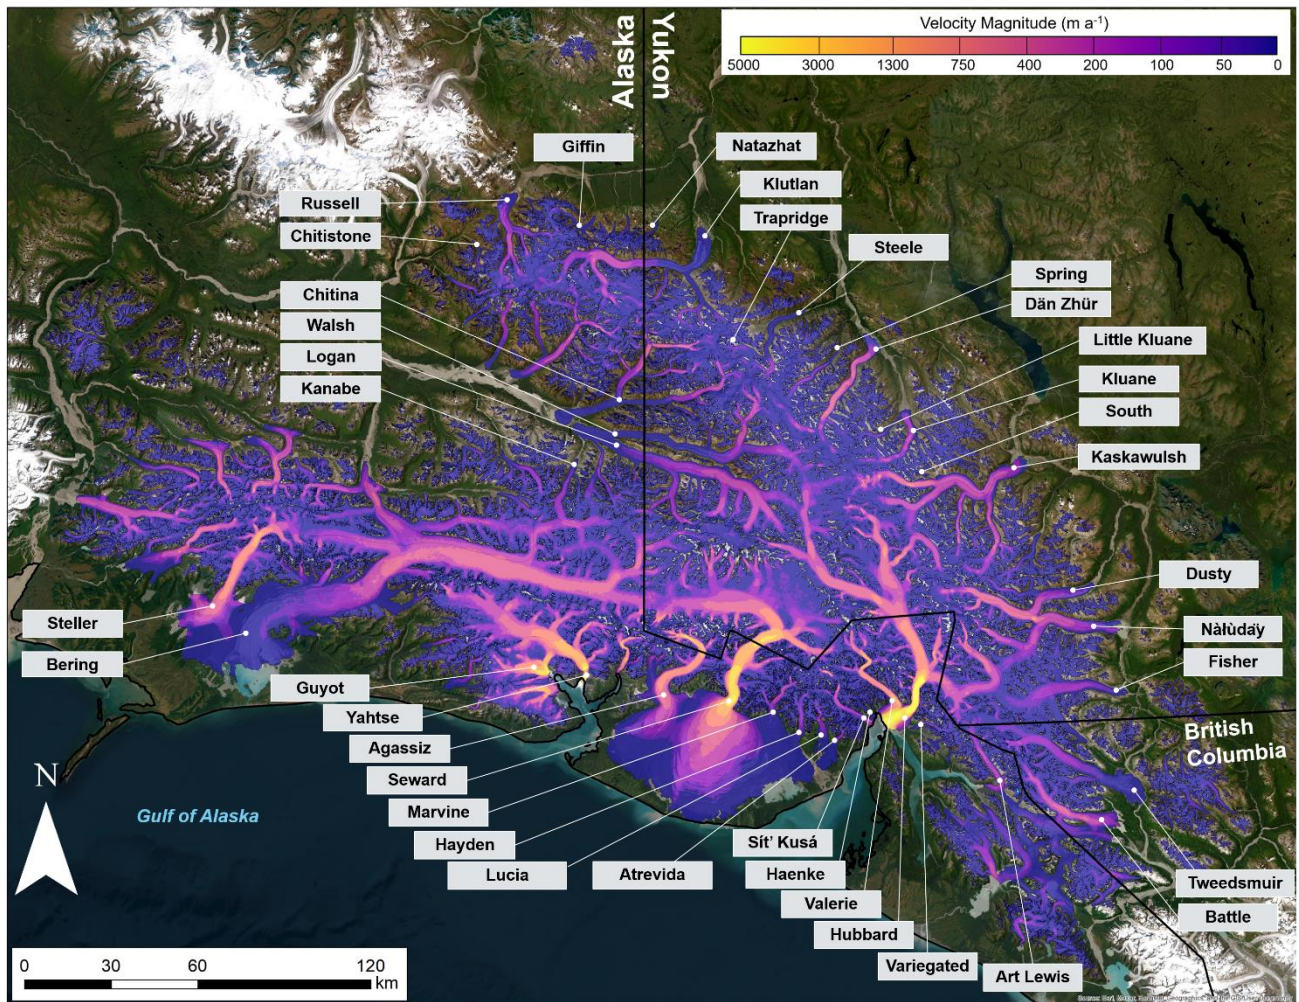 Velocity Magnitude (m a⁻¹)
5000 3000 1300 750 400 200 100 50 0
Alaska
Yukon
Giffin
Natazhat
Russell
Klutlan
Chitistone
Trapridge
Steele
Spring
Chitina
Dän Zhür
Walsh
Little Kluane
Logan
Kluane
Kanabe
South
Kaskawulsh
Dusty
Steller
Nàłùdäy
Bering
Fisher
Guyot
Yahtse
British
Columbia
Agassiz
Seward
Marvine
Hayden
Lucia
Atrevida
Sít' Kusá
Haenke
Valerie
Hubbard
Variegated
Art Lewis
Tweedsmuir
Battle
N
Gulf of Alaska
0 30 60 120
km